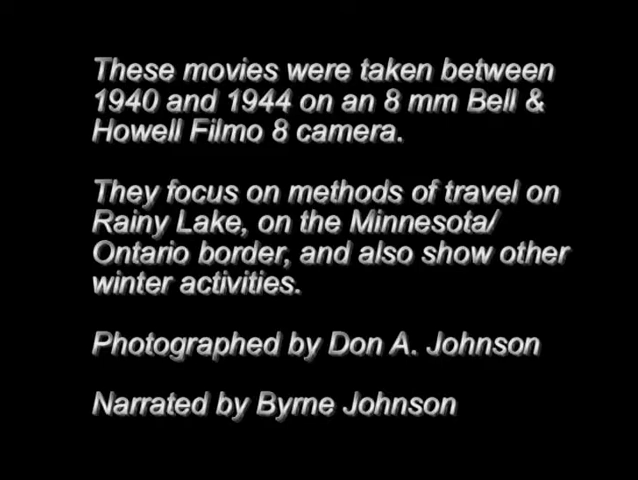 These movies were taken between
1940 and 1944 on an 8 mm Bell &
Howell Filmo 8 camera.
They focus on methods of travel on
Rainy Lake, on the Minnesota/
Ontario border, and also show other
winter activities.
Photographed by Don A. Johnson
Narrated by Byrne Johnson